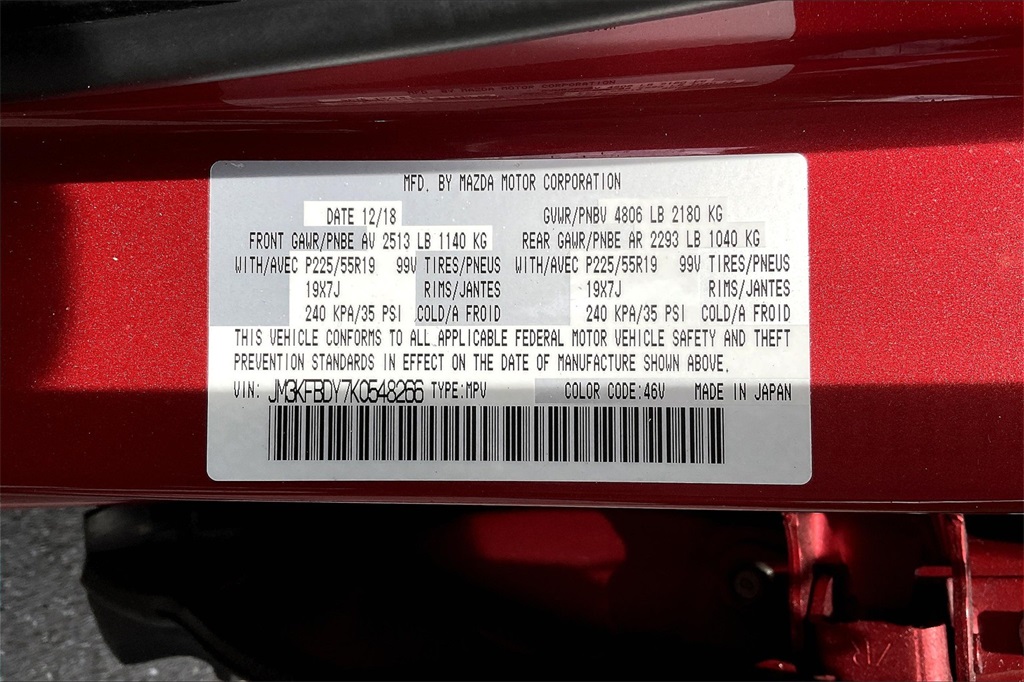 MFD. BY MAZDA MOTOR CORPORATION
DATE 12/18 GVWR/PNBV 4806 LB 2180 KG
FRONT GAWR/PNBE AV 2513 LB 1140 KG REAR GAWR/PNBE AR 2293 LB 1040 KG
WITH/AVEC P225/55R19 99V TIRES/PNEUS WITH/AVEC P225/55R19 99V TIRES/PNEUS
19X7J RIMS/JANTES 19X7J RIMS/JANTES
240 KPA/35 PSI COLD/A FROID 240 KPA/35 PSI COLD/A FROID
THIS VEHICLE CONFORMS TO ALL APPLICABLE FEDERAL MOTOR VEHICLE SAFETY AND THEFT
PREVENTION STANDARDS IN EFFECT ON THE DATE OF MANUFACTURE SHOWN ABOVE.
VIN: JM3KFBDY7K0548266 TYPE:MPV COLOR CODE:46V MADE IN JAPAN